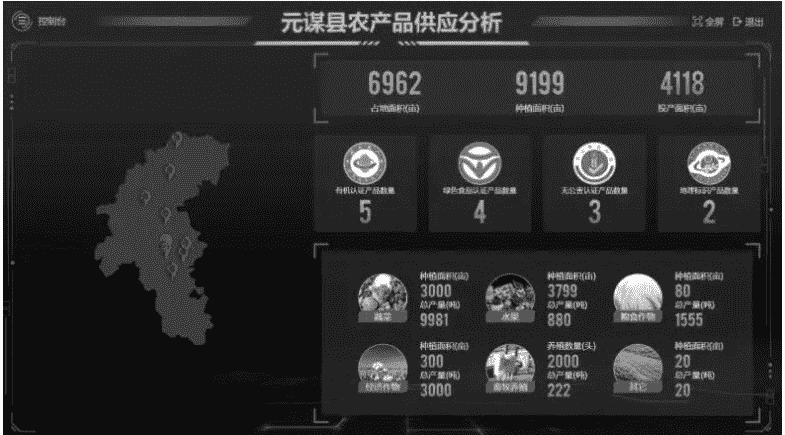 控制台
元谋县农产品供应分析
全屏 退出
6962 9199 4118
占地面积(亩) 种植面积(亩) 投产面积(亩)
有机认证产品数量 绿色食品认证产品数量 无公害认证产品数量 地理标识产品数量
5 4 3 2
种植面积(亩) 种植面积(亩) 种植面积(亩)
3000 3799 80
总产量(吨) 总产量(吨) 总产量(吨)
蔬菜 水果 粮食作物
9981 880 1555
种植面积(亩) 养殖数量(头) 种植面积(亩)
300 2000 20
总产量(吨) 总产量(吨) 总产量(吨)
经济作物 畜牧养殖 其它
3000 222 20